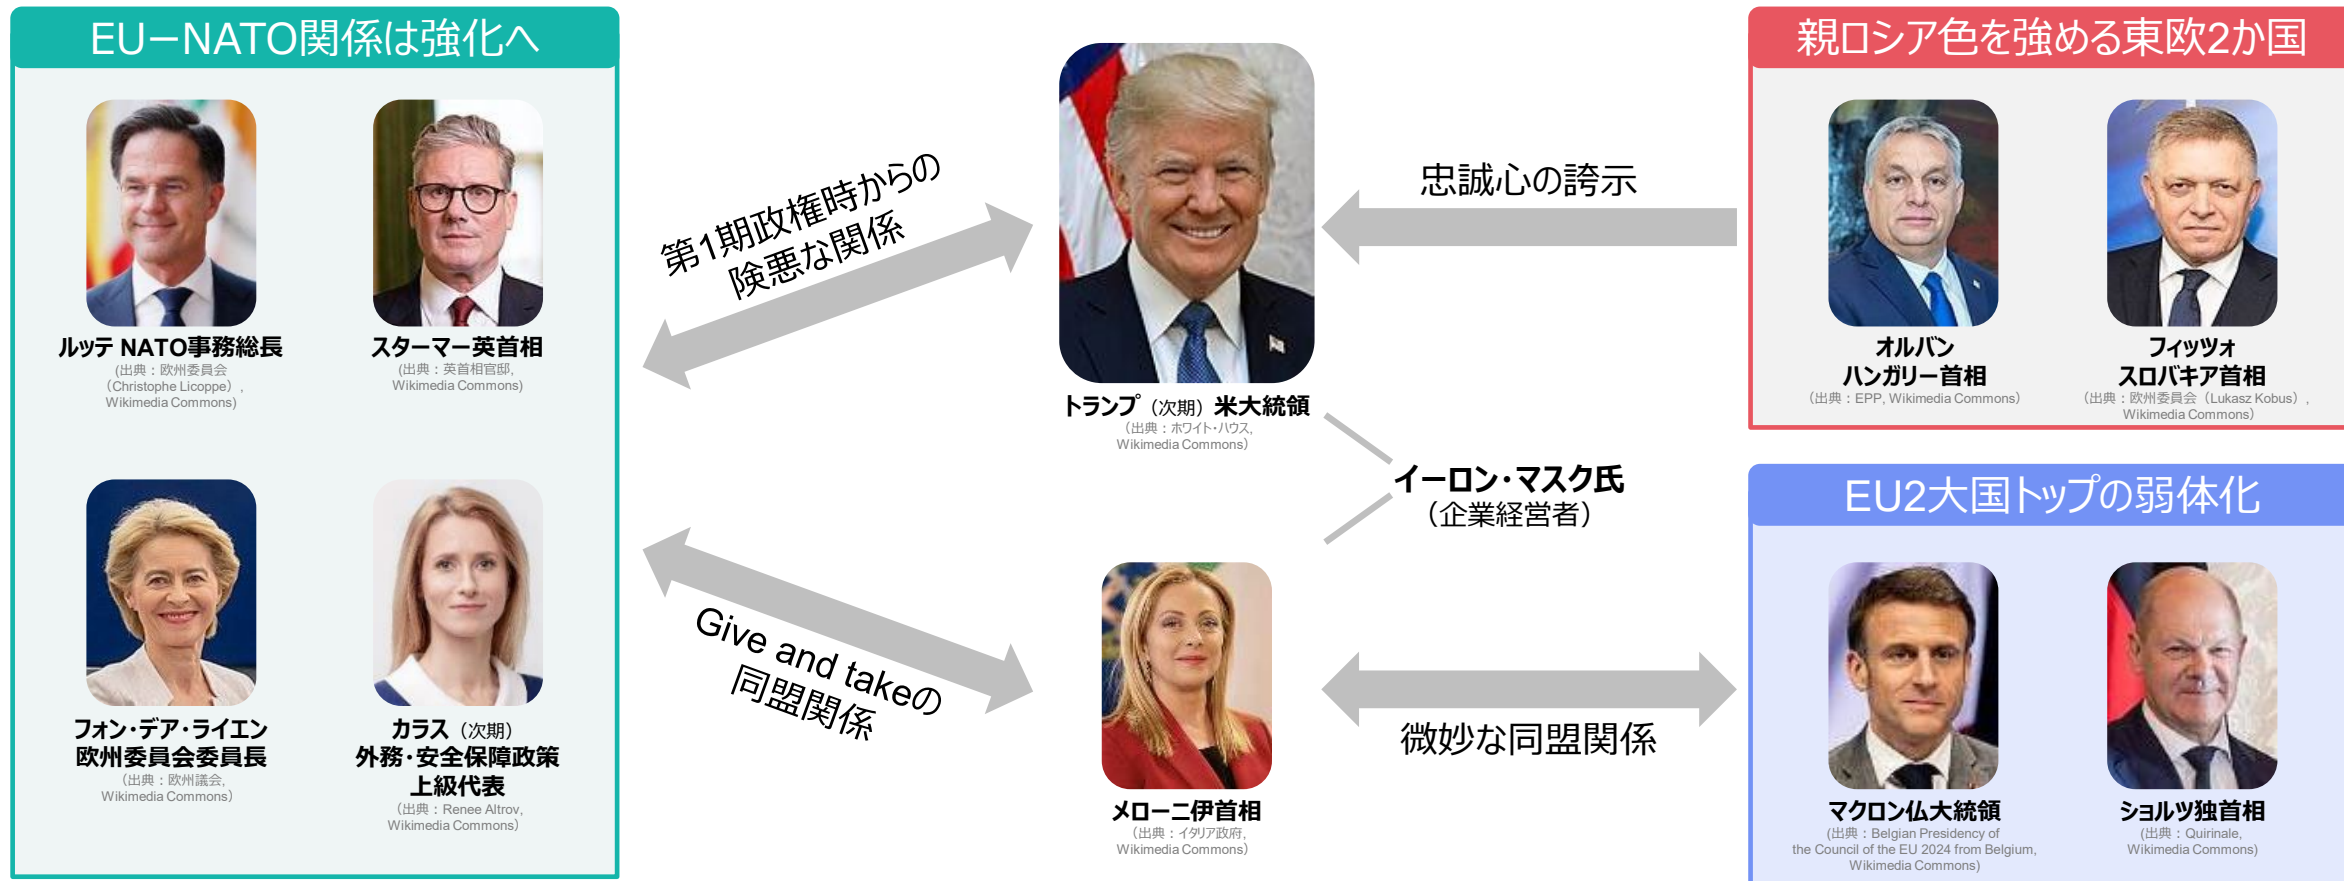 EU－NATO関係は強化へ
ルッテ NATO事務総長
(出典：欧州委員会
（Christophe Licoppe）,
Wikimedia Commons)
スターマー英首相
(出典：英首相官邸,
Wikimedia Commons)
フォン・デア・ライエン
欧州委員会委員長
（出典：欧州議会,
Wikimedia Commons）
カラス（次期）
外務・安全保障政策
上級代表
（出典：Renee Altrov,
Wikimedia Commons）
第1期政権時からの
険悪な関係
Give and takeの
同盟関係
トランプ（次期）米大統領
（出典：ホワイト・ハウス,
Wikimedia Commons）
イーロン・マスク氏
（企業経営者）
メローニ伊首相
（出典：イタリア政府,
Wikimedia Commons）
忠誠心の誇示
微妙な同盟関係
親ロシア色を強める東欧2か国
オルバン
ハンガリー首相
（出典：EPP, Wikimedia Commons）
フィッツォ
スロバキア首相
（出典：欧州委員会（Lukasz Kobus）,
Wikimedia Commons）
EU2大国トップの弱体化
マクロン仏大統領
(出典：Belgian Presidency of
the Council of the EU 2024 from Belgium,
Wikimedia Commons)
ショルツ独首相
(出典：Quirinale,
Wikimedia Commons)